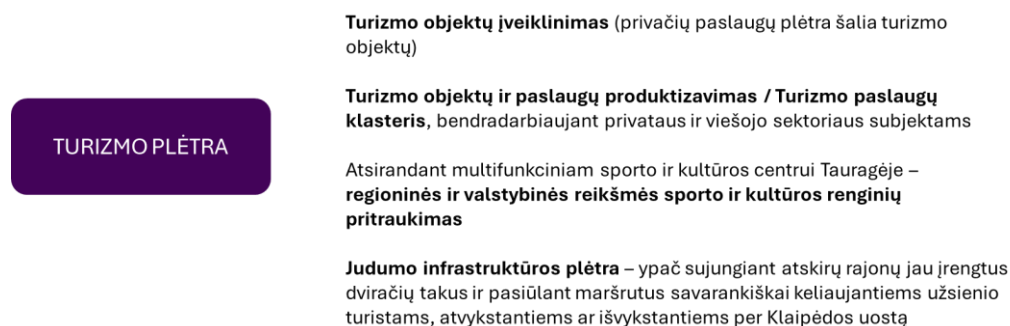 Turizmo objektų įveiklinimas (privačių paslaugų plėtra šalia turizmo
objektų)
Turizmo objektų ir paslaugų produktizavimas / Turizmo paslaugų
klasteris, bendradarbiaujant privataus ir viešojo sektoriaus subjektams
TURIZMO PLĖTRA
Atsirandant multifunkciniam sporto ir kultūros centrui Tauragėje –
regioninės ir valstybinės reikšmės sporto ir kultūros renginių
pritraukimas
Judumo infrastruktūros plėtra – ypač sujungiant atskirų rajonų jau įrengtus
dviračių takus ir pasiūlant maršrutus savarankiškai keliaujantiems užsienio
turistams, atvykstantiems ar išvykstantiems per Klaipėdos uostą